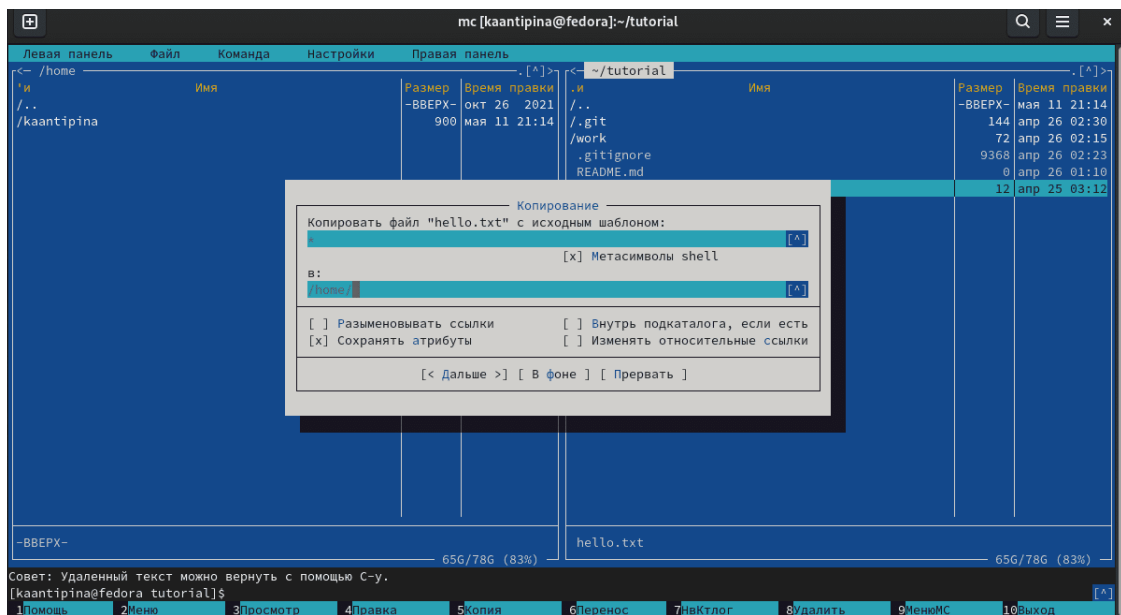 mc [kaantipina@fedora]:~/tutorial
Левая панель Файл Команда Настройки Правая панель
<— /home .[^]> <— ~/tutorial .[^]>
'и Имя Размер Время правки .и Имя Размер Время правки
/.. -ВВЕРХ- окт 26 2021 /.. -ВВЕРХ- мая 11 21:14
/kaantipina 900 мая 11 21:14 /.git 144 апр 26 02:30
/work 72 апр 26 02:15
.gitignore 9368 апр 26 02:23
README.md 0 апр 26 01:10
12 апр 25 03:12
Копирование
Копировать файл "hello.txt" с исходным шаблоном:
* [^]
[x] Метасимволы shell
в:
/home/ [^]
[ ] Разыменовывать ссылки [ ] Внутрь подкаталога, если есть
[x] Сохранять атрибуты [ ] Изменять относительные ссылки
[< Дальше >] [ В фоне ] [ Прервать ]
-ВВЕРХ- hello.txt
65G/78G (83%) 65G/78G (83%)
Совет: Удаленный текст можно вернуть с помощью C-y.
[kaantipina@fedora tutorial]$ [^]
1Помощь 2Меню 3Просмотр 4Правка 5Копия 6Перенос 7НвКтлог 8Удалить 9МенюMC 10Выход